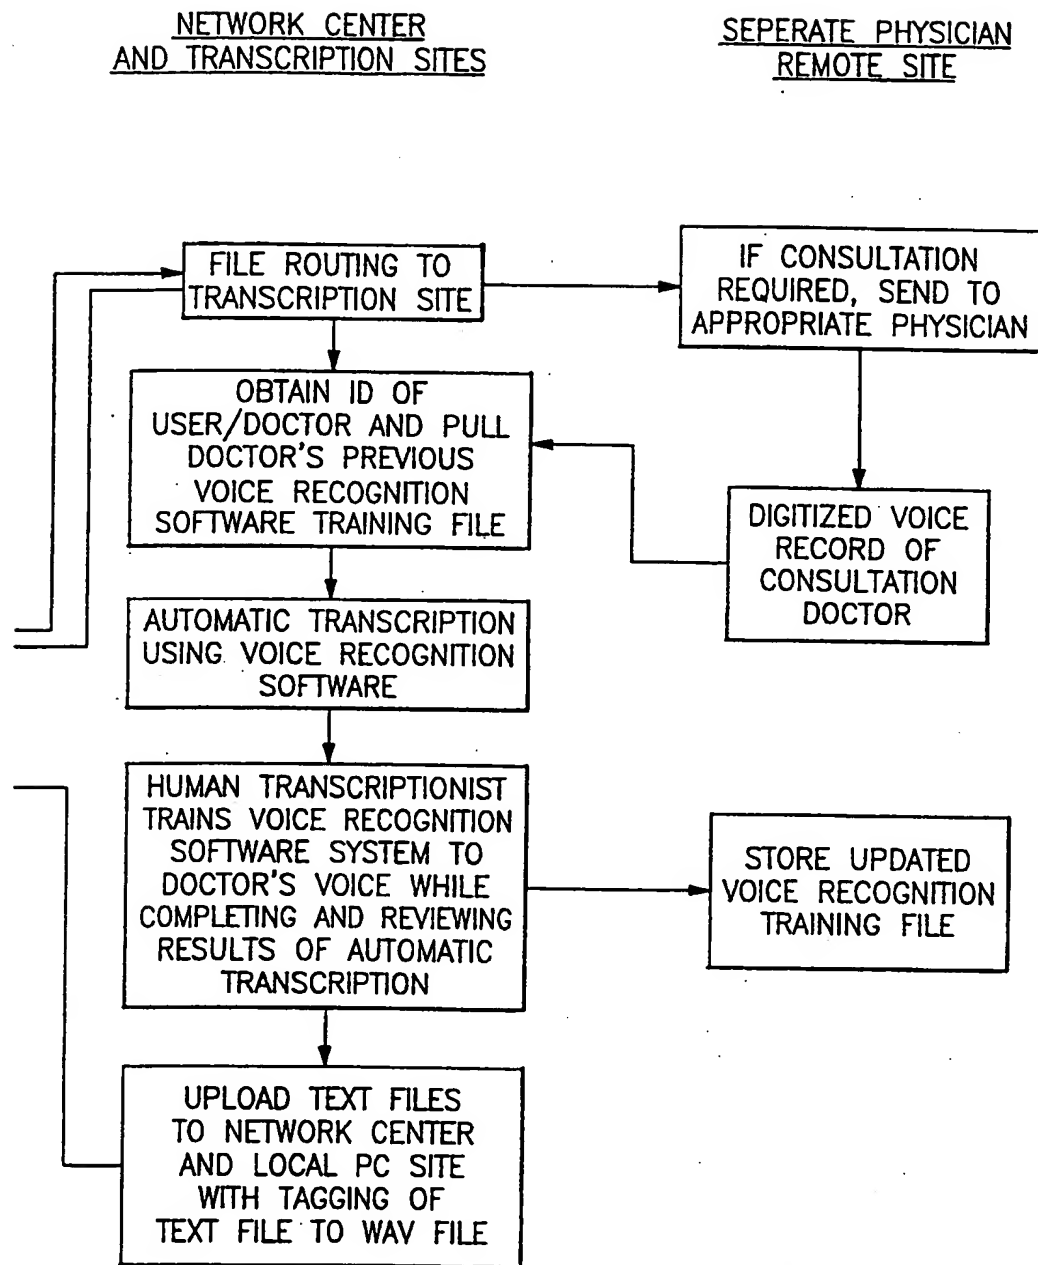 NETWORK CENTER
AND TRANSCRIPTION SITES
SEPERATE PHYSICIAN
REMOTE SITE
FILE ROUTING TO
TRANSCRIPTION SITE
IF CONSULTATION
REQUIRED, SEND TO
APPROPRIATE PHYSICIAN
OBTAIN ID OF
USER/DOCTOR AND PULL
DOCTOR'S PREVIOUS
VOICE RECOGNITION
SOFTWARE TRAINING FILE
DIGITIZED VOICE
RECORD OF
CONSULTATION
DOCTOR
AUTOMATIC TRANSCRIPTION
USING VOICE RECOGNITION
SOFTWARE
HUMAN TRANSCRIPTIONIST
TRAINS VOICE RECOGNITION
SOFTWARE SYSTEM TO
DOCTOR'S VOICE WHILE
COMPLETING AND REVIEWING
RESULTS OF AUTOMATIC
TRANSCRIPTION
STORE UPDATED
VOICE RECOGNITION
TRAINING FILE
UPLOAD TEXT FILES
TO NETWORK CENTER
AND LOCAL PC SITE
WITH TAGGING OF
TEXT FILE TO WAV FILE